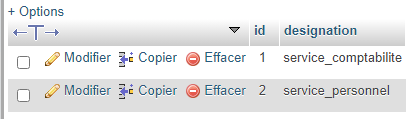 + Options
←T→ id designation
Modifier Copier Effacer 1 service_comptabilite
Modifier Copier Effacer 2 service_personnel